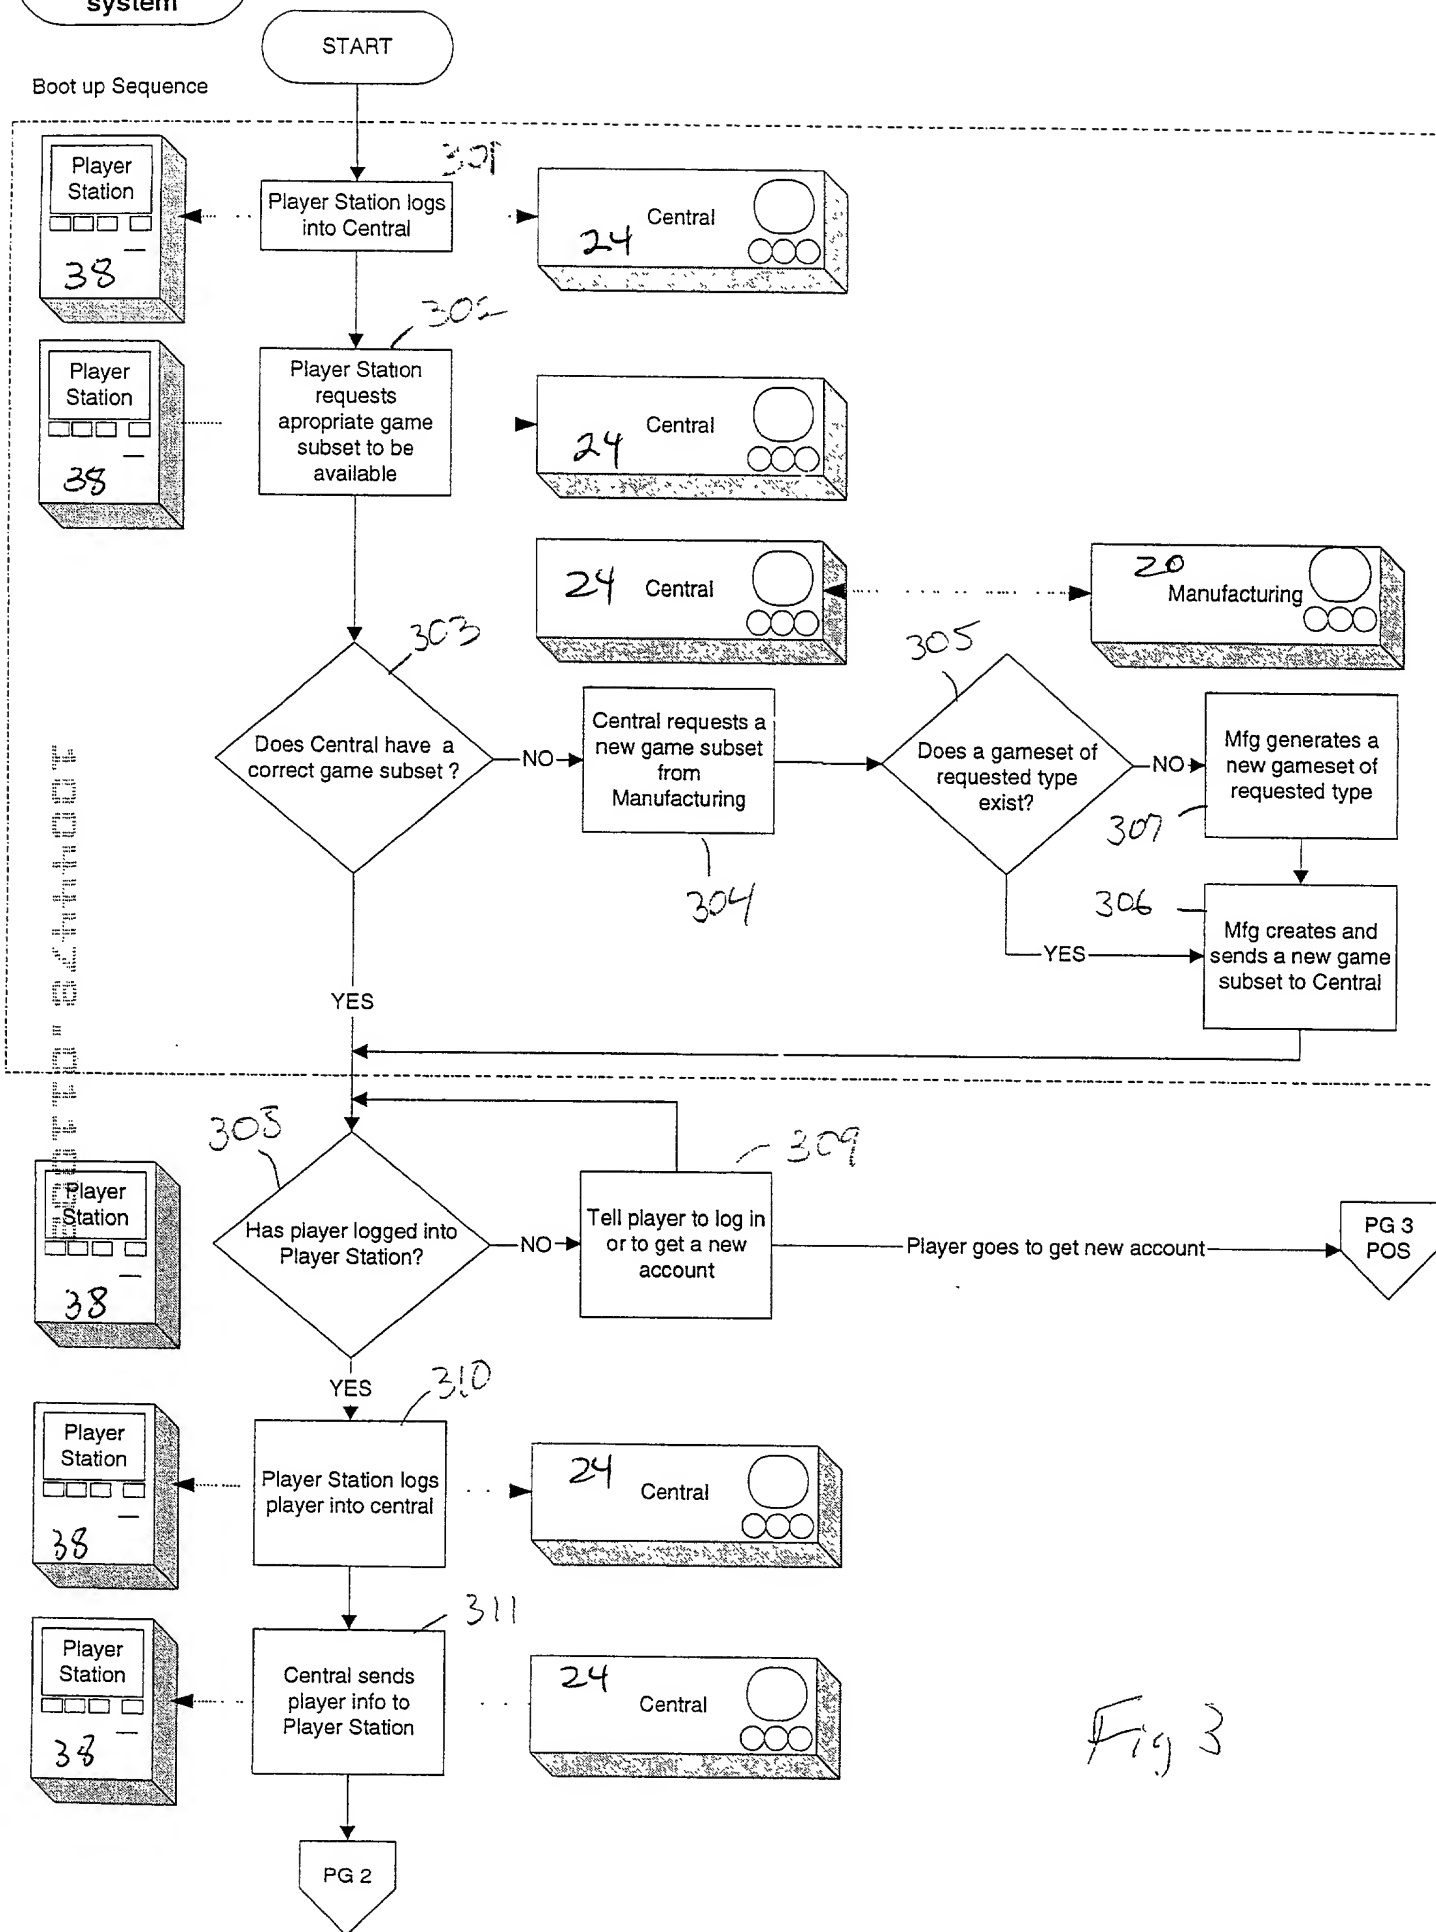 system
START
Boot up Sequence
Player
Station
38
301
Player Station logs
into Central
Central
24
302
Player
Station
38
Player Station
requests
apropriate game
subset to be
available
Central
24
24 Central
20
Manufacturing
303
305
Does Central have a
correct game subset ?
NO
Central requests a
new game subset
from
Manufacturing
304
Does a gameset of
requested type
exist?
NO
Mfg generates a
new gameset of
requested type
307
306
YES
Mfg creates and
sends a new game
subset to Central
YES
308
309
Player
Station
38
Has player logged into
Player Station?
NO
Tell player to log in
or to get a new
account
Player goes to get new account
PG 3
POS
YES
310
Player
Station
38
Player Station logs
player into central
24
Central
311
Player
Station
38
Central sends
player info to
Player Station
24
Central
Fig 3
PG 2